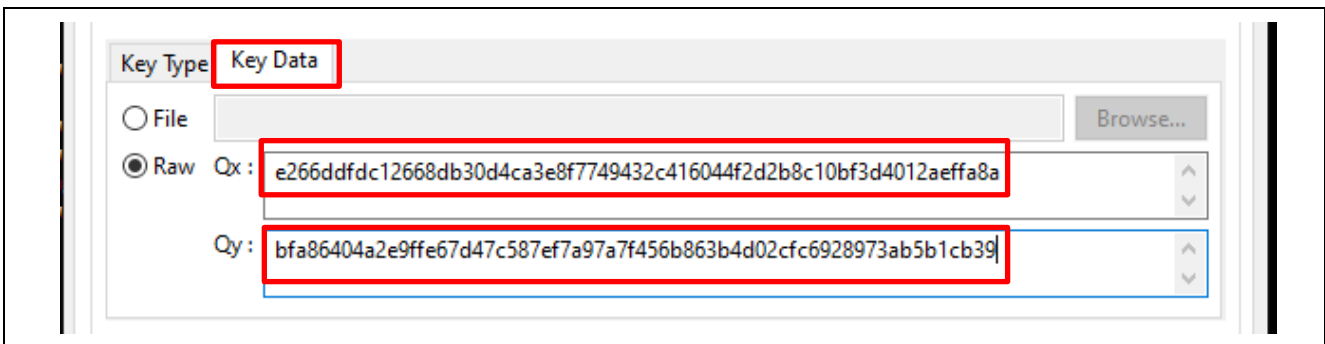 Key Type Key Data
File Browse...
Raw Qx : e266ddfdc12668db30d4ca3e8f7749432c416044f2d2b8c10bf3d4012aeffa8a
Qy : bfa86404a2e9ffe67d47c587ef7a97a7f456b863b4d02cfc6928973ab5b1cb39